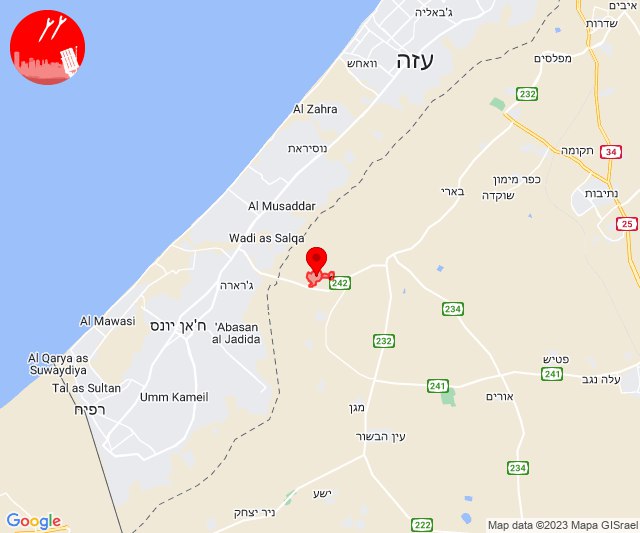 ג'באליה
איבים
שדרות
עזה
וואחש
מפלסים
232
Al Zahra
נוסיראת
תקומה
34
כפר מימון
שוקדה
בארי
נתיבות
Al Musaddar
25
Wadi as Salqa
ג'רארה
242
Al Mawasi
ח'אן יונס
'Abasan
al Jadida
234
232
Al Qarya as
Suwaydiya
Tal as Sultan
רפיח
Umm Kameil
פטיש
241
עלה נגב
241
אורים
מגן
עין הבשור
234
ישע
ניר יצחק
222
Google
Map data ©2023 Mapa GISrael